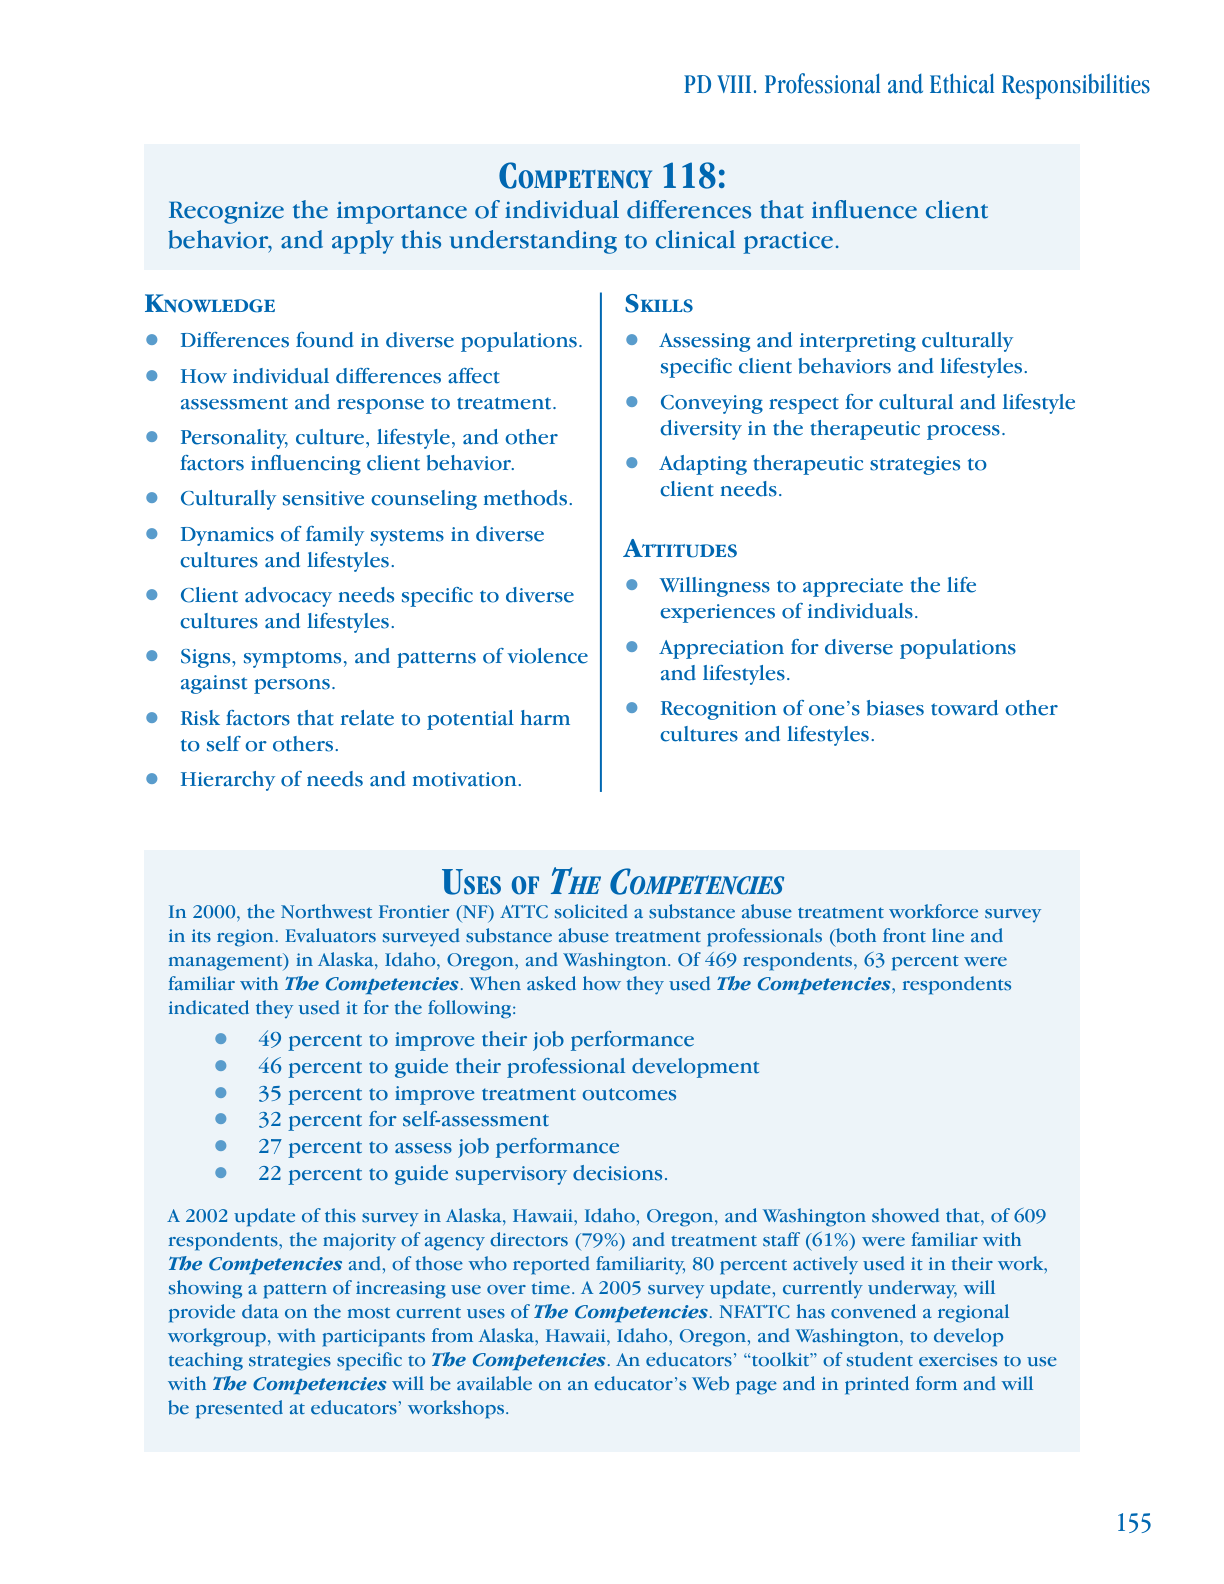 PD VIII. Professional and Ethical Responsibilities
COMPETENCY 118:
Recognize the importance of individual differences that influence client
behavior, and apply this understanding to clinical practice.
KNOWLEDGE
● Differences found in diverse populations.
● How individual differences affect
assessment and response to treatment.
● Personality, culture, lifestyle, and other
factors influencing client behavior.
● Culturally sensitive counseling methods.
● Dynamics of family systems in diverse
cultures and lifestyles.
● Client advocacy needs specific to diverse
cultures and lifestyles.
● Signs, symptoms, and patterns of violence
against persons.
● Risk factors that relate to potential harm
to self or others.
● Hierarchy of needs and motivation.
SKILLS
● Assessing and interpreting culturally
specific client behaviors and lifestyles.
● Conveying respect for cultural and lifestyle
diversity in the therapeutic process.
● Adapting therapeutic strategies to
client needs.
ATTITUDES
● Willingness to appreciate the life
experiences of individuals.
● Appreciation for diverse populations
and lifestyles.
● Recognition of one’s biases toward other
cultures and lifestyles.
USES OF THE COMPETENCIES
In 2000, the Northwest Frontier (NF) ATTC solicited a substance abuse treatment workforce survey
in its region. Evaluators surveyed substance abuse treatment professionals (both front line and
management) in Alaska, Idaho, Oregon, and Washington. Of 469 respondents, 63 percent were
familiar with The Competencies. When asked how they used The Competencies, respondents
indicated they used it for the following:
● 49 percent to improve their job performance
● 46 percent to guide their professional development
● 35 percent to improve treatment outcomes
● 32 percent for self-assessment
● 27 percent to assess job performance
● 22 percent to guide supervisory decisions.
A 2002 update of this survey in Alaska, Hawaii, Idaho, Oregon, and Washington showed that, of 609
respondents, the majority of agency directors (79%) and treatment staff (61%) were familiar with
The Competencies and, of those who reported familiarity, 80 percent actively used it in their work,
showing a pattern of increasing use over time. A 2005 survey update, currently underway, will
provide data on the most current uses of The Competencies. NFATTC has convened a regional
workgroup, with participants from Alaska, Hawaii, Idaho, Oregon, and Washington, to develop
teaching strategies specific to The Competencies. An educators’ “toolkit” of student exercises to use
with The Competencies will be available on an educator’s Web page and in printed form and will
be presented at educators’ workshops.
155